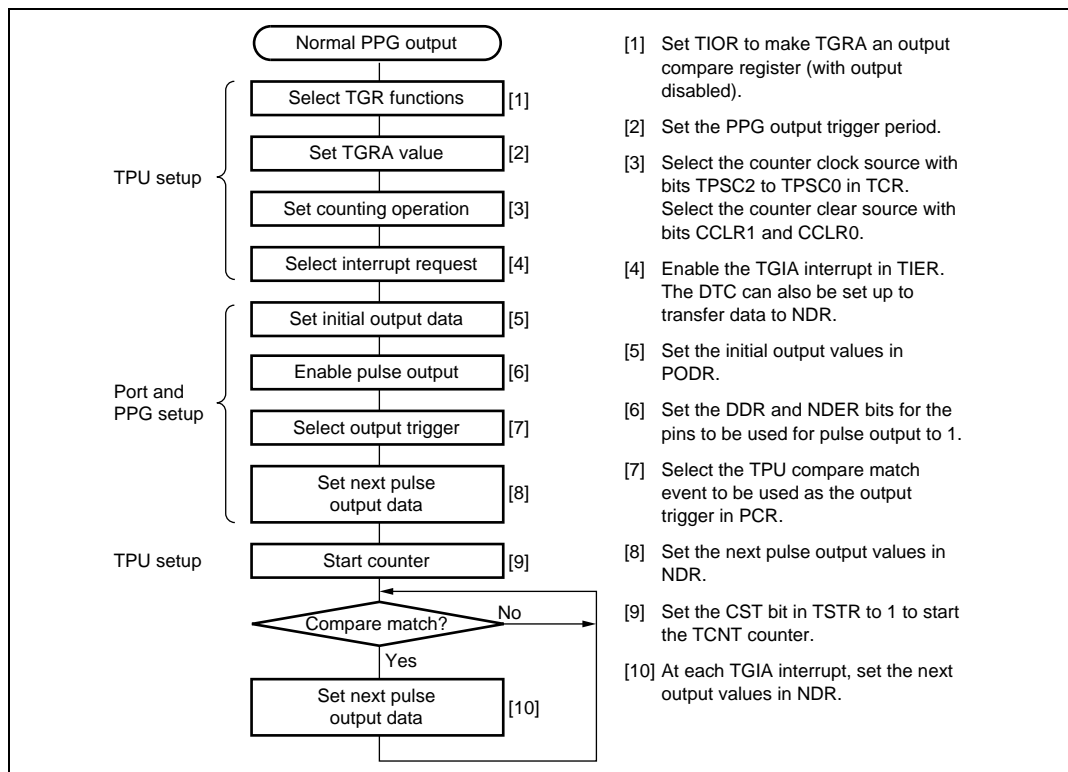 Normal PPG output
Select TGR functions [1]
Set TGRA value [2]
Set counting operation [3]
Select interrupt request [4]
TPU setup
Set initial output data [5]
Enable pulse output [6]
Select output trigger [7]
Set next pulse
output data [8]
Port and
PPG setup
TPU setup
Start counter [9]
Compare match?
No
Yes
Set next pulse
output data [10]
[1] Set TIOR to make TGRA an output
compare register (with output
disabled).
[2] Set the PPG output trigger period.
[3] Select the counter clock source with
bits TPSC2 to TPSC0 in TCR.
Select the counter clear source with
bits CCLR1 and CCLR0.
[4] Enable the TGIA interrupt in TIER.
The DTC can also be set up to
transfer data to NDR.
[5] Set the initial output values in
PODR.
[6] Set the DDR and NDER bits for the
pins to be used for pulse output to 1.
[7] Select the TPU compare match
event to be used as the output
trigger in PCR.
[8] Set the next pulse output values in
NDR.
[9] Set the CST bit in TSTR to 1 to start
the TCNT counter.
[10] At each TGIA interrupt, set the next
output values in NDR.